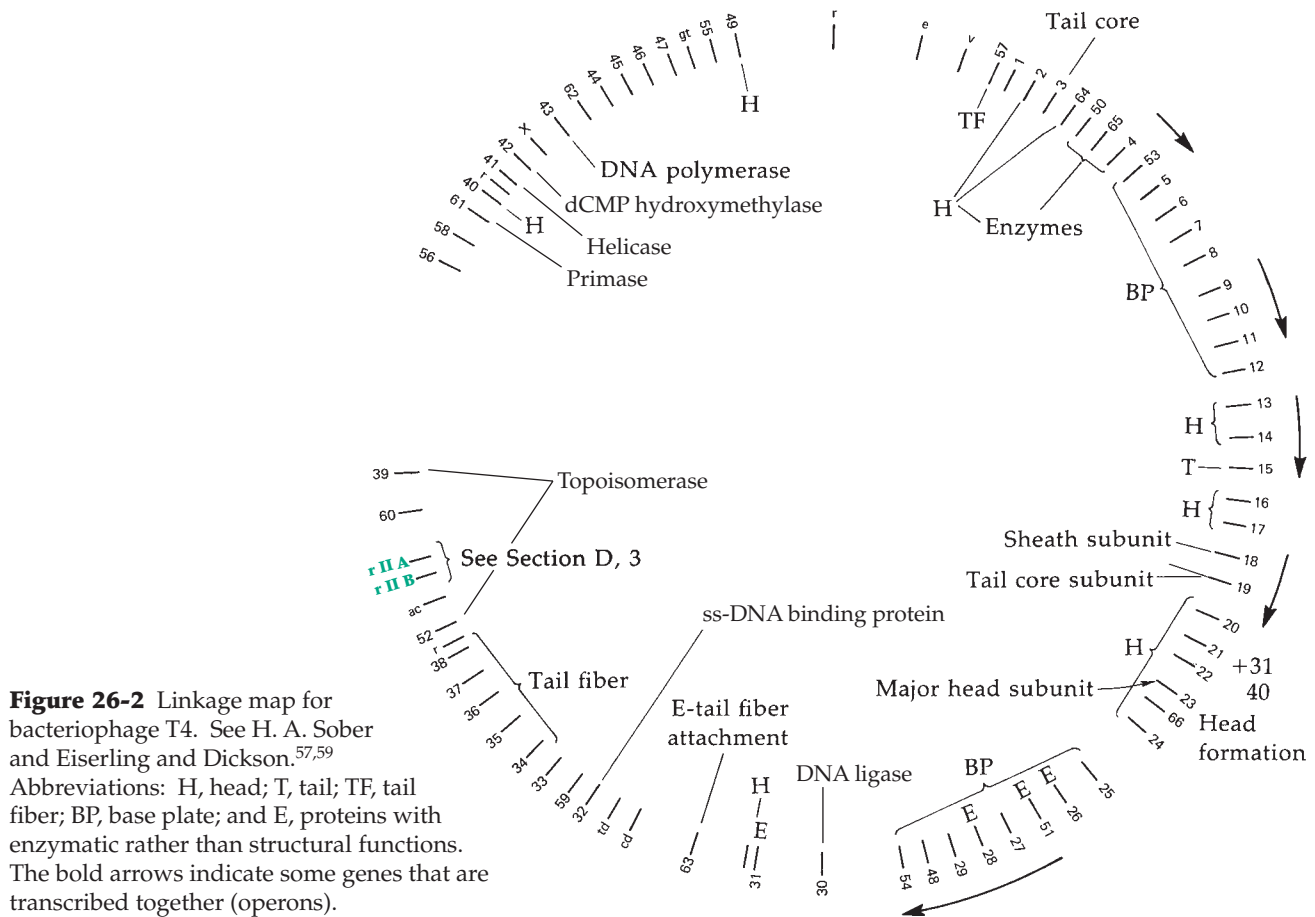 r
e
v
57
1
2
3
64
50
65
4
53
5
6
7
8
9
10
11
12
13
14
15
16
17
18
19
20
21
22
23
66
24
25
26
51
27
28
29
48
54
30
31
63
cd
td
32
59
33
34
35
36
37
38
r
52
ac
r II B
r II A
60
39
56
58
61
40
r
41
42
X
43
62
44
45
46
47
gt
55
49
Tail core
H
TF
DNA polymerase
dCMP hydroxymethylase
H
Helicase
Primase
H
Enzymes
BP
H
T
H
Sheath subunit
Tail core subunit
H
+31
40
Major head subunit
Head
formation
Topoisomerase
See Section D, 3
Tail fiber
ss-DNA binding protein
E-tail fiber
attachment
H
E
DNA ligase
BP
E
E
E
Figure 26-2 Linkage map for
bacteriophage T4. See H. A. Sober
and Eiserling and Dickson.57,59
Abbreviations: H, head; T, tail; TF, tail
fiber; BP, base plate; and E, proteins with
enzymatic rather than structural functions.
The bold arrows indicate some genes that are
transcribed together (operons).